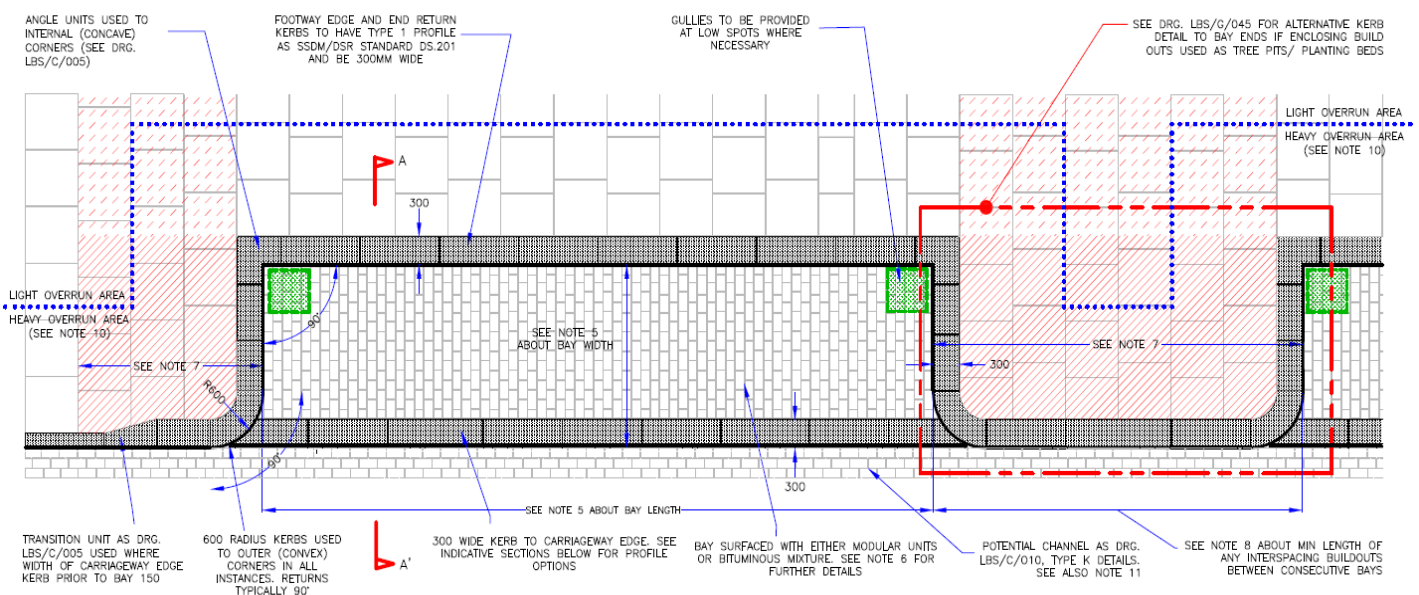 ANGLE UNITS USED TO
INTERNAL (CONCAVE)
CORNERS (SEE DRG.
LBS/C/005)
FOOTWAY EDGE AND END RETURN
KERBS TO HAVE TYPE 1 PROFILE
AS SSDM/DSR STANDARD DS.201
AND BE 300MM WIDE
GULLIES TO BE PROVIDED
AT LOW SPOTS WHERE
NECESSARY
SEE DRG. LBS/G/045 FOR ALTERNATIVE KERB
DETAIL TO BAY ENDS IF ENCLOSING BUILD
OUTS USED AS TREE PITS/ PLANTING BEDS
LIGHT OVERRUN AREA
HEAVY OVERRUN AREA
(SEE NOTE 10)
A
300
LIGHT OVERRUN AREA
HEAVY OVERRUN AREA
(SEE NOTE 10)
90°
SEE NOTE 5
ABOUT BAY WIDTH
SEE NOTE 7
SEE NOTE 7
300
R600
90°
300
SEE NOTE 5 ABOUT BAY LENGTH
TRANSITION UNIT AS DRG.
LBS/C/005 USED WHERE
WIDTH OF CARRIAGEWAY EDGE
KERB PRIOR TO BAY 150
600 RADIUS KERBS USED
TO OUTER (CONVEX)
CORNERS IN ALL
INSTANCES. RETURNS
TYPICALLY 90°
A'
300 WIDE KERB TO CARRIAGEWAY EDGE. SEE
INDICATIVE SECTIONS BELOW FOR PROFILE
OPTIONS
BAY SURFACED WITH EITHER MODULAR UNITS
OR BITUMINOUS MIXTURE. SEE NOTE 6 FOR
FURTHER DETAILS
POTENTIAL CHANNEL AS DRG.
LBS/C/010, TYPE K DETAILS.
SEE ALSO NOTE 11
SEE NOTE 8 ABOUT MIN LENGTH OF
ANY INTERSPACING BUILDOUTS
BETWEEN CONSECUTIVE BAYS